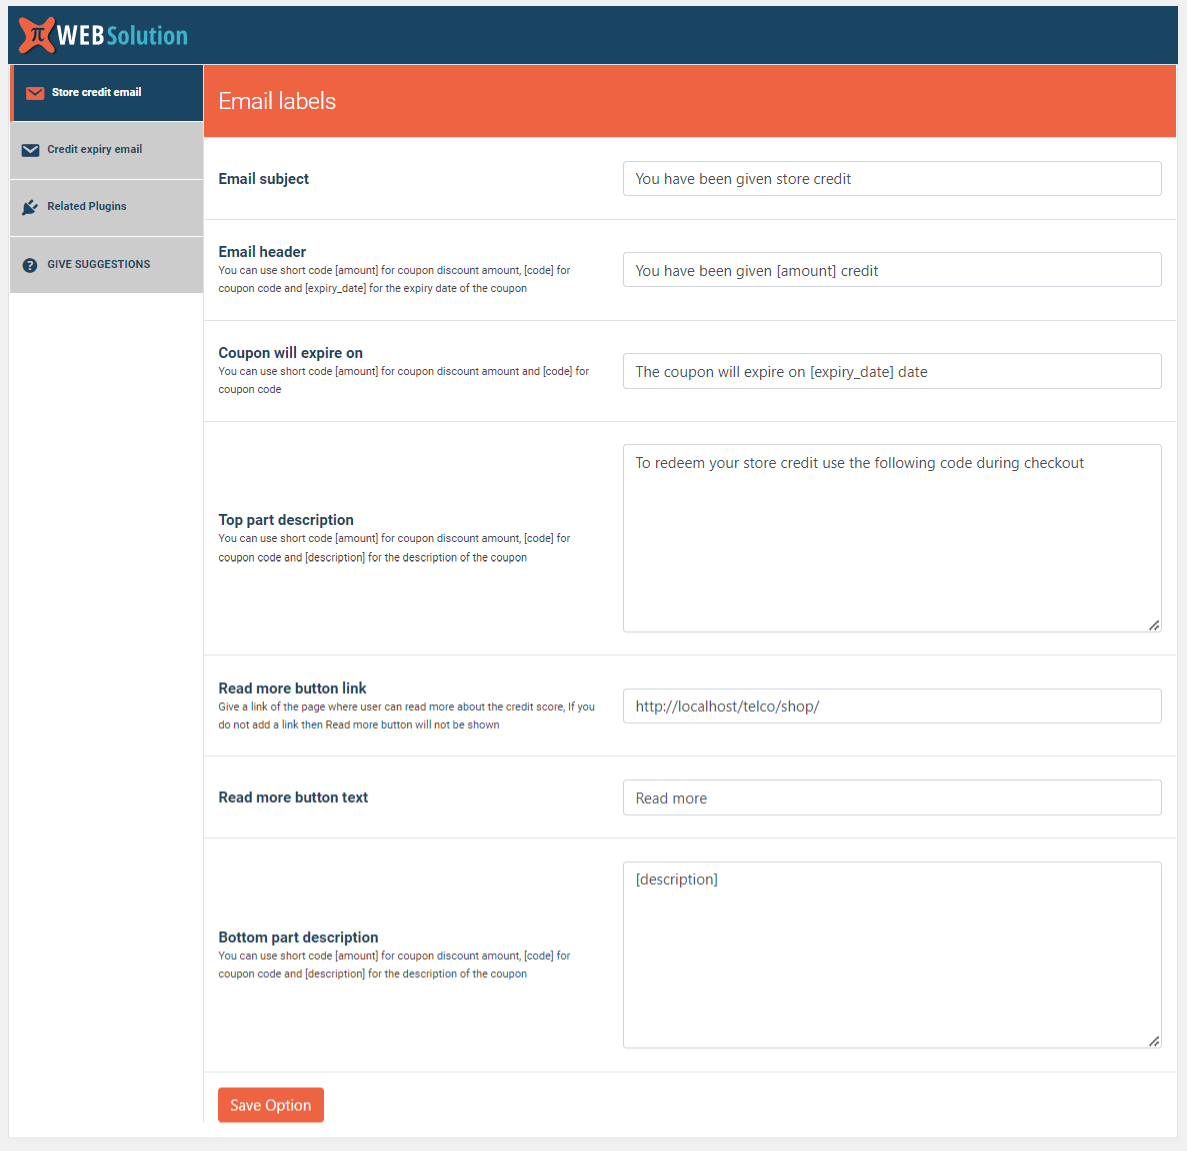 π WEB Solution
Store credit email
Credit expiry email
Related Plugins
GIVE SUGGESTIONS
Email labels
Email subject
You have been given store credit
Email header
You can use short code [amount] for coupon discount amount, [code] for
coupon code and [expiry_date] for the expiry date of the coupon
You have been given [amount] credit
Coupon will expire on
You can use short code [amount] for coupon discount amount and [code] for
coupon code
The coupon will expire on [expiry_date] date
Top part description
You can use short code [amount] for coupon discount amount, [code] for
coupon code and [description] for the description of the coupon
To redeem your store credit use the following code during checkout
Read more button link
Give a link of the page where user can read more about the credit score, If you
do not add a link then Read more button will not be shown
http://localhost/telco/shop/
Read more button text
Read more
Bottom part description
You can use short code [amount] for coupon discount amount, [code] for
coupon code and [description] for the description of the coupon
[description]
Save Option